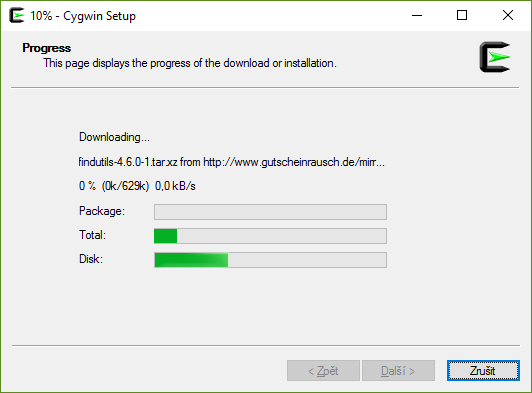 10% - Cygwin Setup
Progress
This page displays the progress of the download or installation.
Downloading...
findutils-4.6.0-1.tar.xz from http://www.gutscheinrausch.de/mirr...
0 % (0k/629k) 0,0 kB/s
Package:
Total:
Disk:
< Zpět
Další >
Zrušit